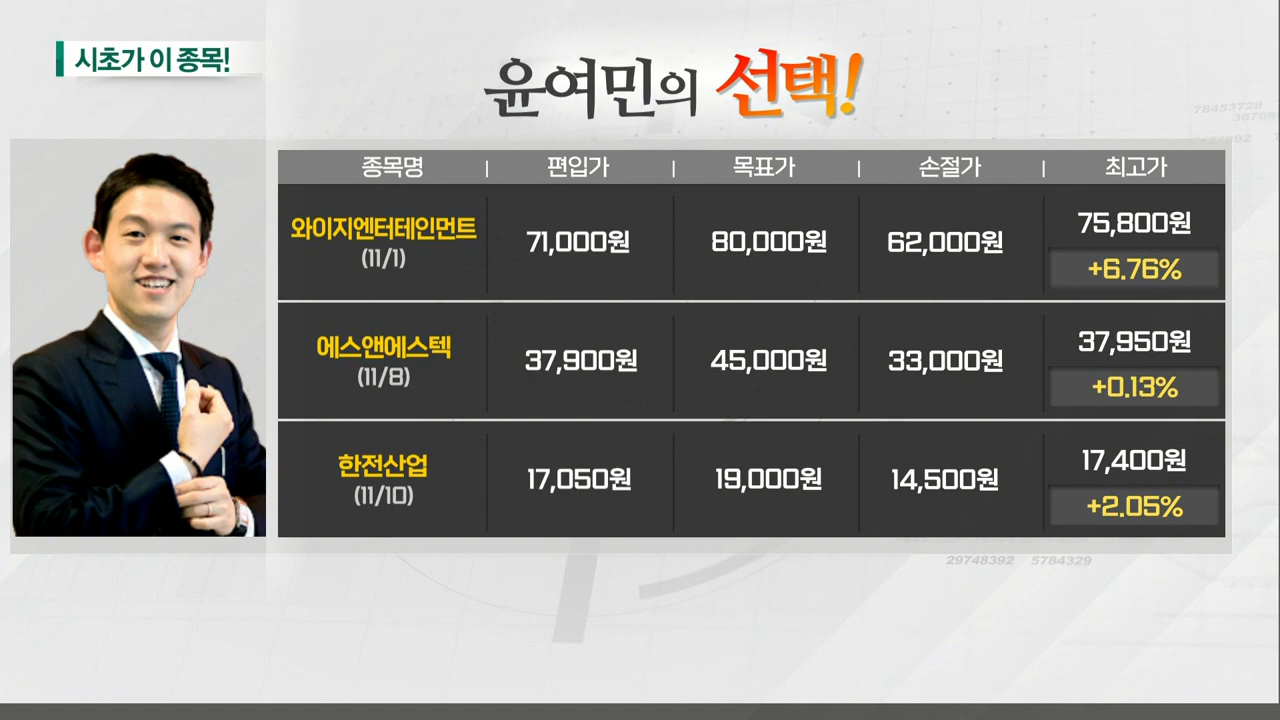 시초가 이 종목!
윤여민의 선택!
78453728
종목명 | 편입가 | 목표가 | 손절가 | 최고가
와이지엔터테인먼트 71,000원 80,000원 62,000원 75,800원
(11/1) +6.76%
에스앤에스텍 37,900원 45,000원 33,000원 37,950원
(11/8) +0.13%
한전산업 17,050원 19,000원 14,500원 17,400원
(11/10) +2.05%
29748392 5784329